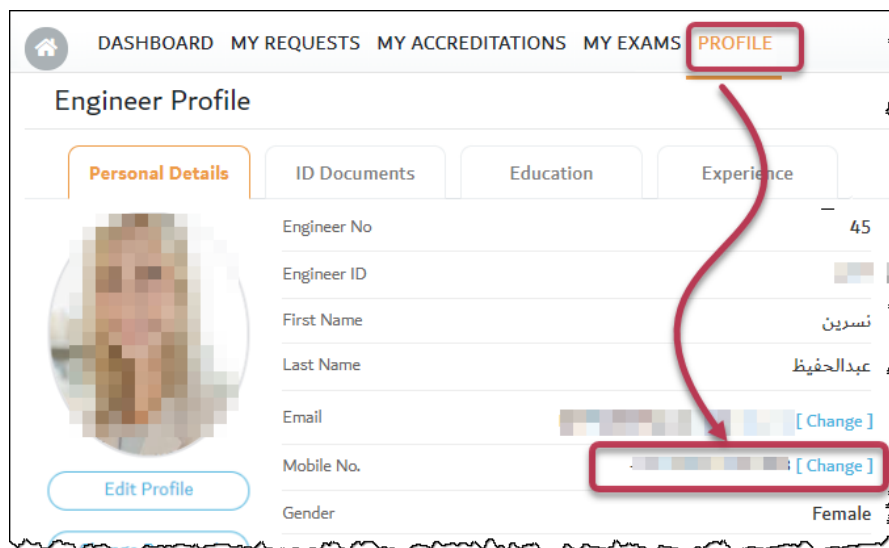 DASHBOARD MY REQUESTS MY ACCREDITATIONS MY EXAMS PROFILE
Engineer Profile
Personal Details ID Documents Education Experience
Engineer No 45
Engineer ID
First Name نسرين
Last Name عبدالحفيظ
Email [ Change ]
Mobile No. [ Change ]
Edit Profile
Gender Female